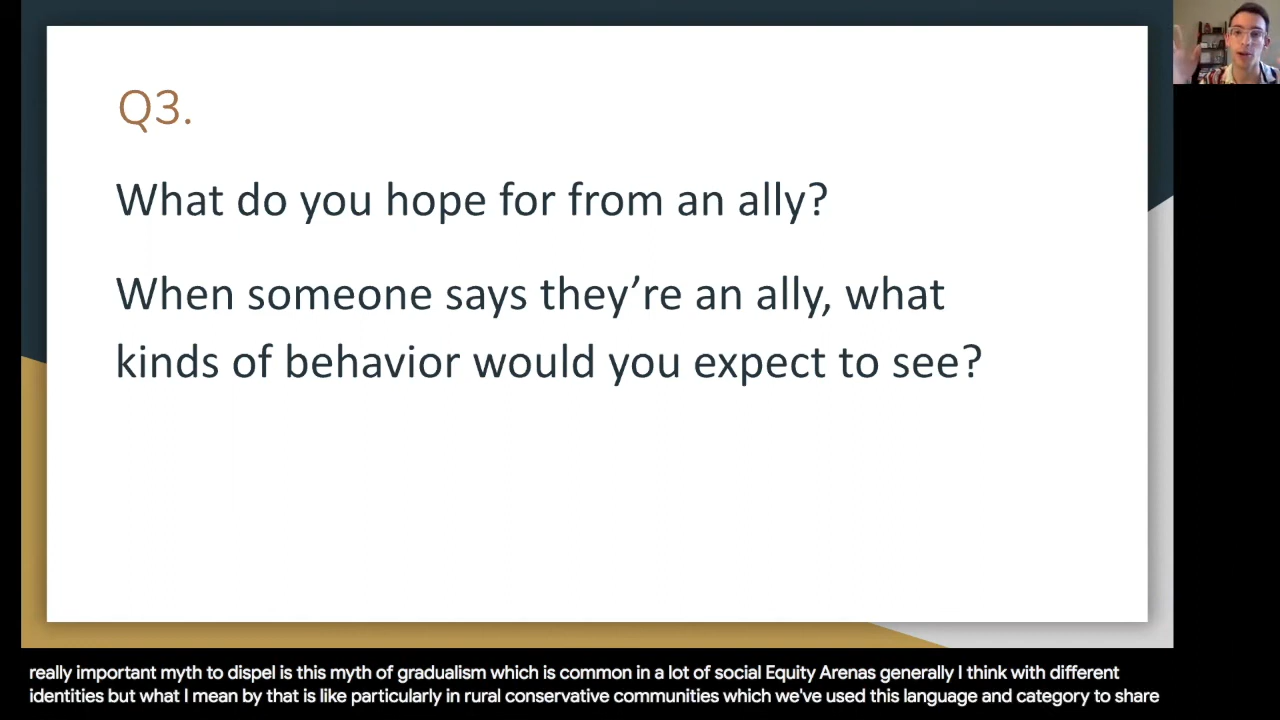 Q3.
What do you hope for from an ally?
When someone says they’re an ally, what
kinds of behavior would you expect to see?
really important myth to dispel is this myth of gradualism which is common in a lot of social Equity Arenas generally I think with different
identities but what I mean by that is like particularly in rural conservative communities which we've used this language and category to share